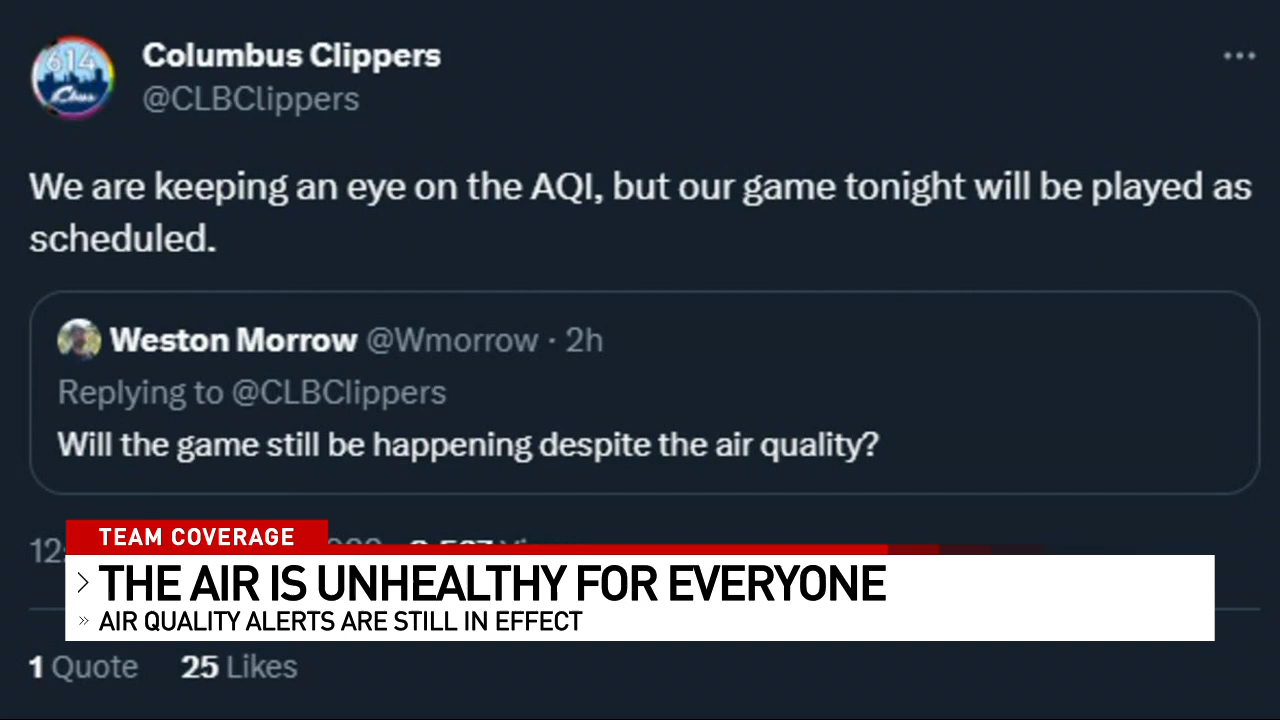 614
Columbus Clippers
@CLBClippers
We are keeping an eye on the AQI, but our game tonight will be played as
scheduled.
Weston Morrow @Wmorrow · 2h
Replying to @CLBClippers
Will the game still be happening despite the air quality?
TEAM COVERAGE
THE AIR IS UNHEALTHY FOR EVERYONE
AIR QUALITY ALERTS ARE STILL IN EFFECT
1 Quote 25 Likes